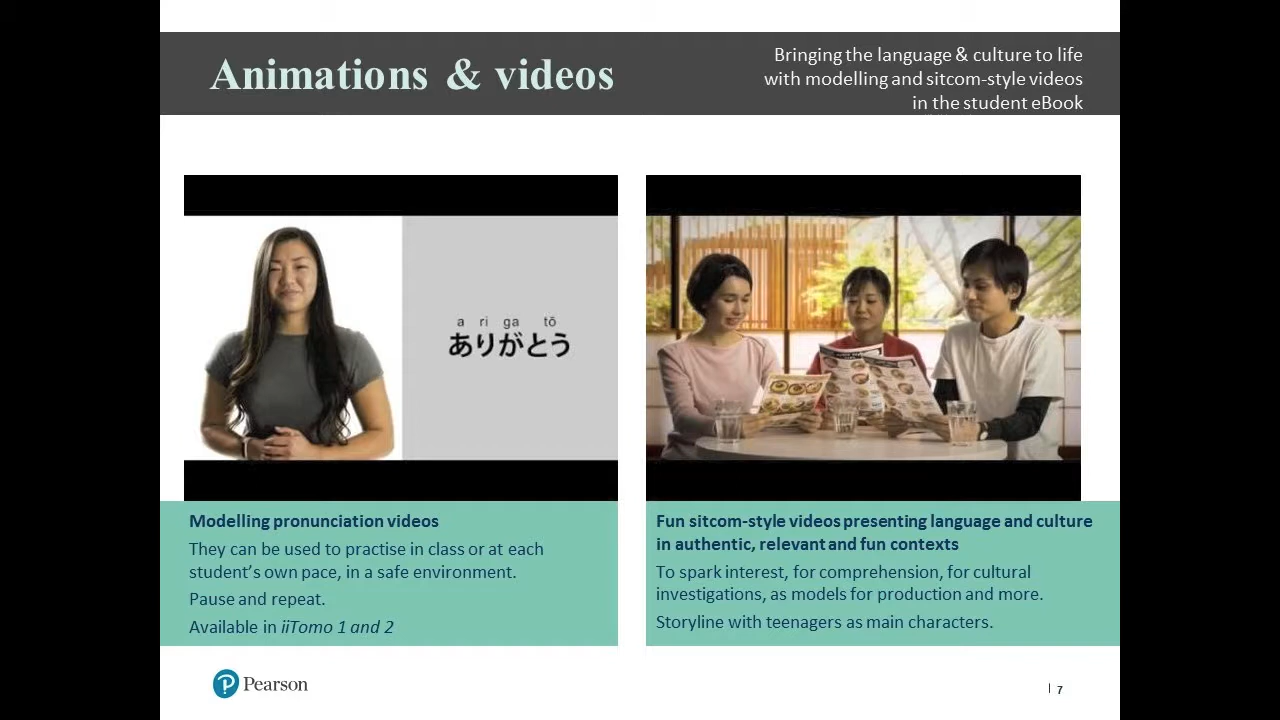 Animations & videos
Bringing the language & culture to life
with modelling and sitcom-style videos
in the student eBook
a ri ga tō
ありがとう
Modelling pronunciation videos
They can be used to practise in class or at each
student's own pace, in a safe environment.
Pause and repeat.
Available in iiTomo 1 and 2
Fun sitcom-style videos presenting language and culture
in authentic, relevant and fun contexts
To spark interest, for comprehension, for cultural
investigations, as models for production and more.
Storyline with teenagers as main characters.
Pearson
| 7